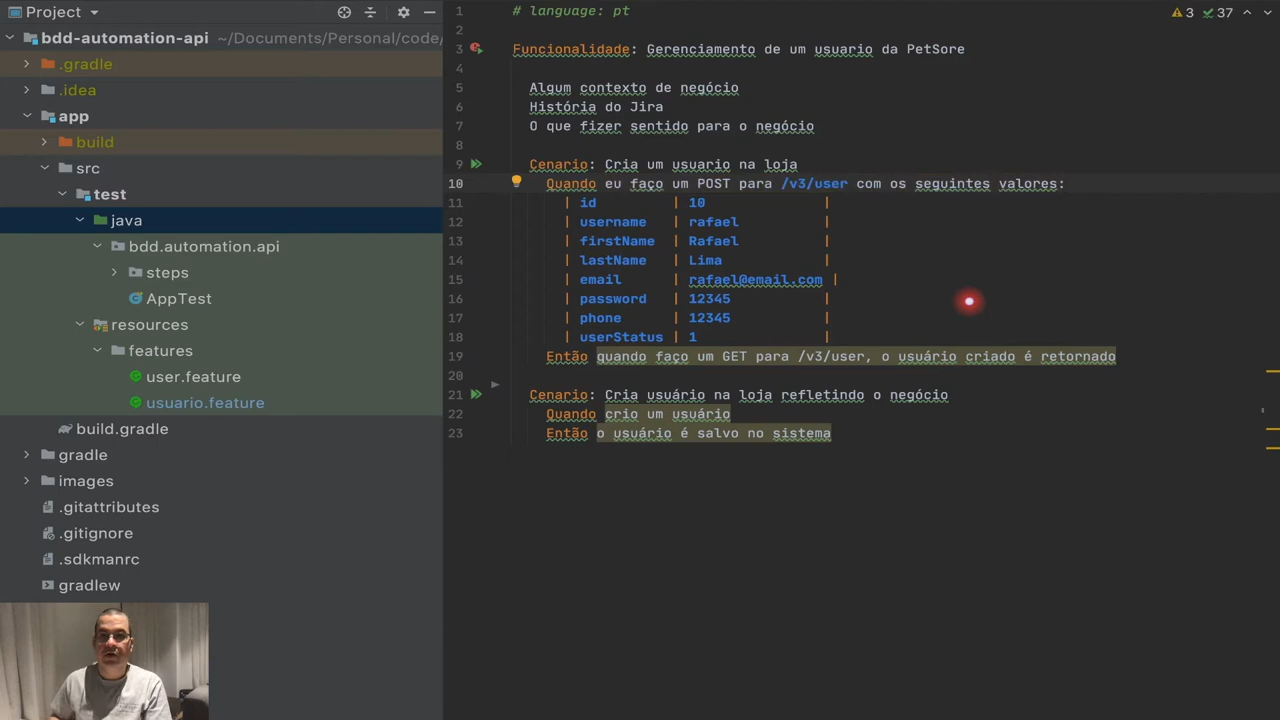 Project
bdd-automation-api ~/Documents/Personal/code/
.gradle
.idea
app
build
src
test
java
bdd.automation.api
steps
AppTest
resources
features
user.feature
usuario.feature
build.gradle
gradle
images
.gitattributes
.gitignore
.sdkmanrc
gradlew
3 37
1 # language: pt
2
3 Funcionalidade: Gerenciamento de um usuario da PetSore
4
5 Algum contexto de negócio
6 História do Jira
7 O que fizer sentido para o negócio
8
9 Cenario: Cria um usuario na loja
10 Quando eu faço um POST para /v3/user com os seguintes valores:
11 | id | 10 |
12 | username | rafael |
13 | firstName | Rafael |
14 | lastName | Lima |
15 | email | rafael@email.com |
16 | password | 12345 |
17 | phone | 12345 |
18 | userStatus | 1 |
19 Então quando faço um GET para /v3/user, o usuário criado é retornado
20
21 Cenario: Cria usuário na loja refletindo o negócio
22 Quando crio um usuário
23 Então o usuário é salvo no sistema